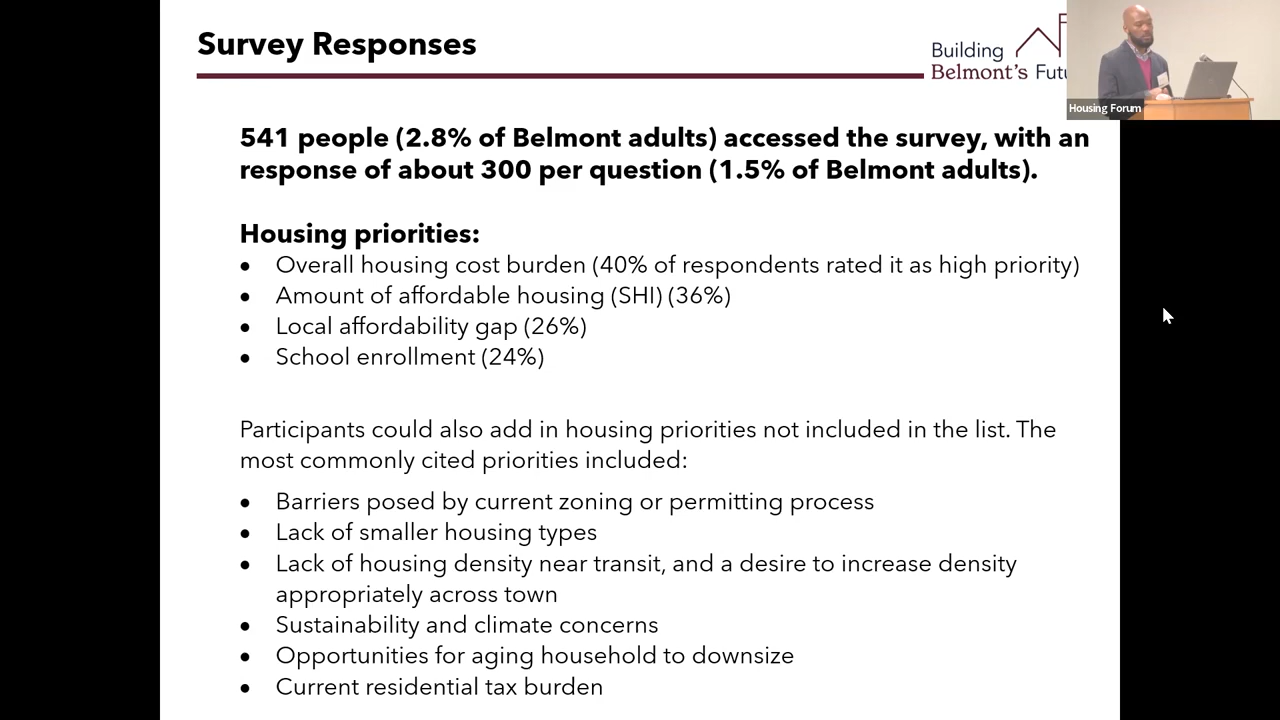 Survey Responses
Building
Belmont's Futu
Housing Forum
541 people (2.8% of Belmont adults) accessed the survey, with an
response of about 300 per question (1.5% of Belmont adults).
Housing priorities:
• Overall housing cost burden (40% of respondents rated it as high priority)
• Amount of affordable housing (SHI) (36%)
• Local affordability gap (26%)
• School enrollment (24%)
Participants could also add in housing priorities not included in the list. The
most commonly cited priorities included:
• Barriers posed by current zoning or permitting process
• Lack of smaller housing types
• Lack of housing density near transit, and a desire to increase density
appropriately across town
• Sustainability and climate concerns
• Opportunities for aging household to downsize
• Current residential tax burden